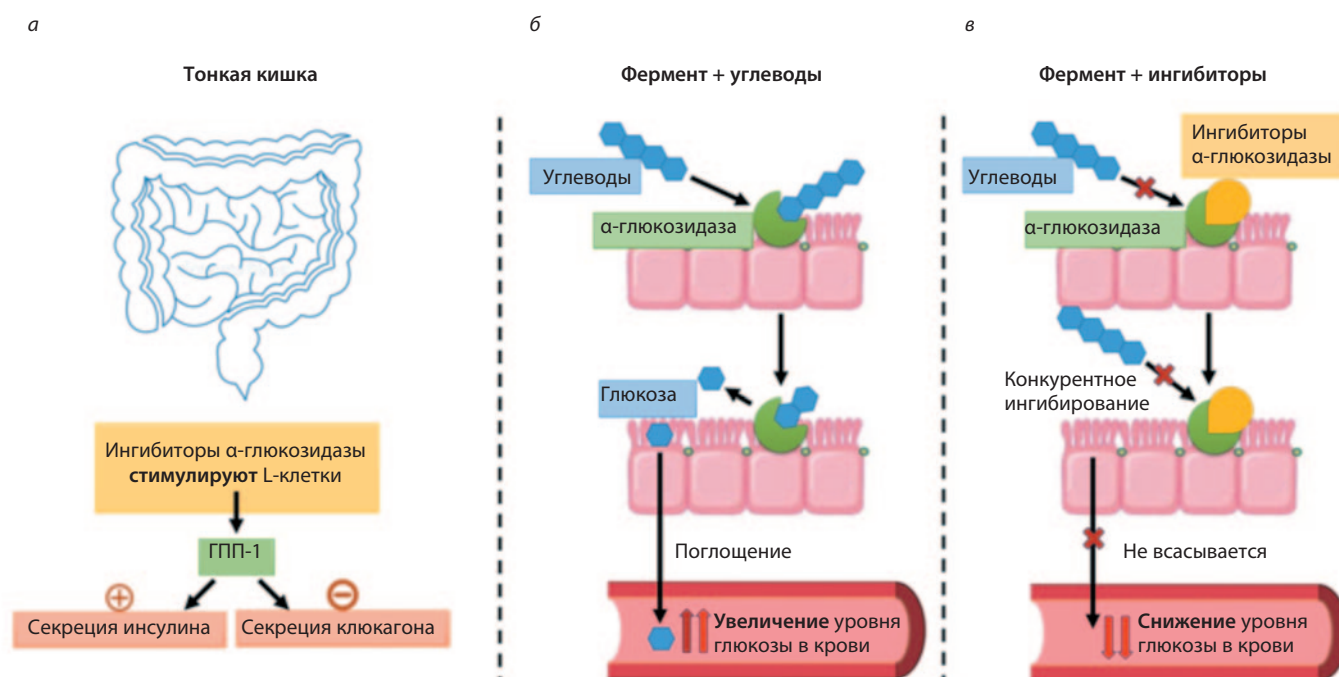 а
Тонкая кишка
Ингибиторы α-глюкозидазы
стимулируют L-клетки
ГПП-1
+
−
Секреция инсулина
Секреция клюкагона
б
Фермент + углеводы
Углеводы
α-глюкозидаза
Глюкоза
Поглощение
Увеличение уровня
глюкозы в крови
в
Фермент + ингибиторы
Ингибиторы
α-глюкозидазы
Углеводы
α-глюкозидаза
Конкурентное
ингибирование
Не всасывается
Снижение уровня
глюкозы в крови